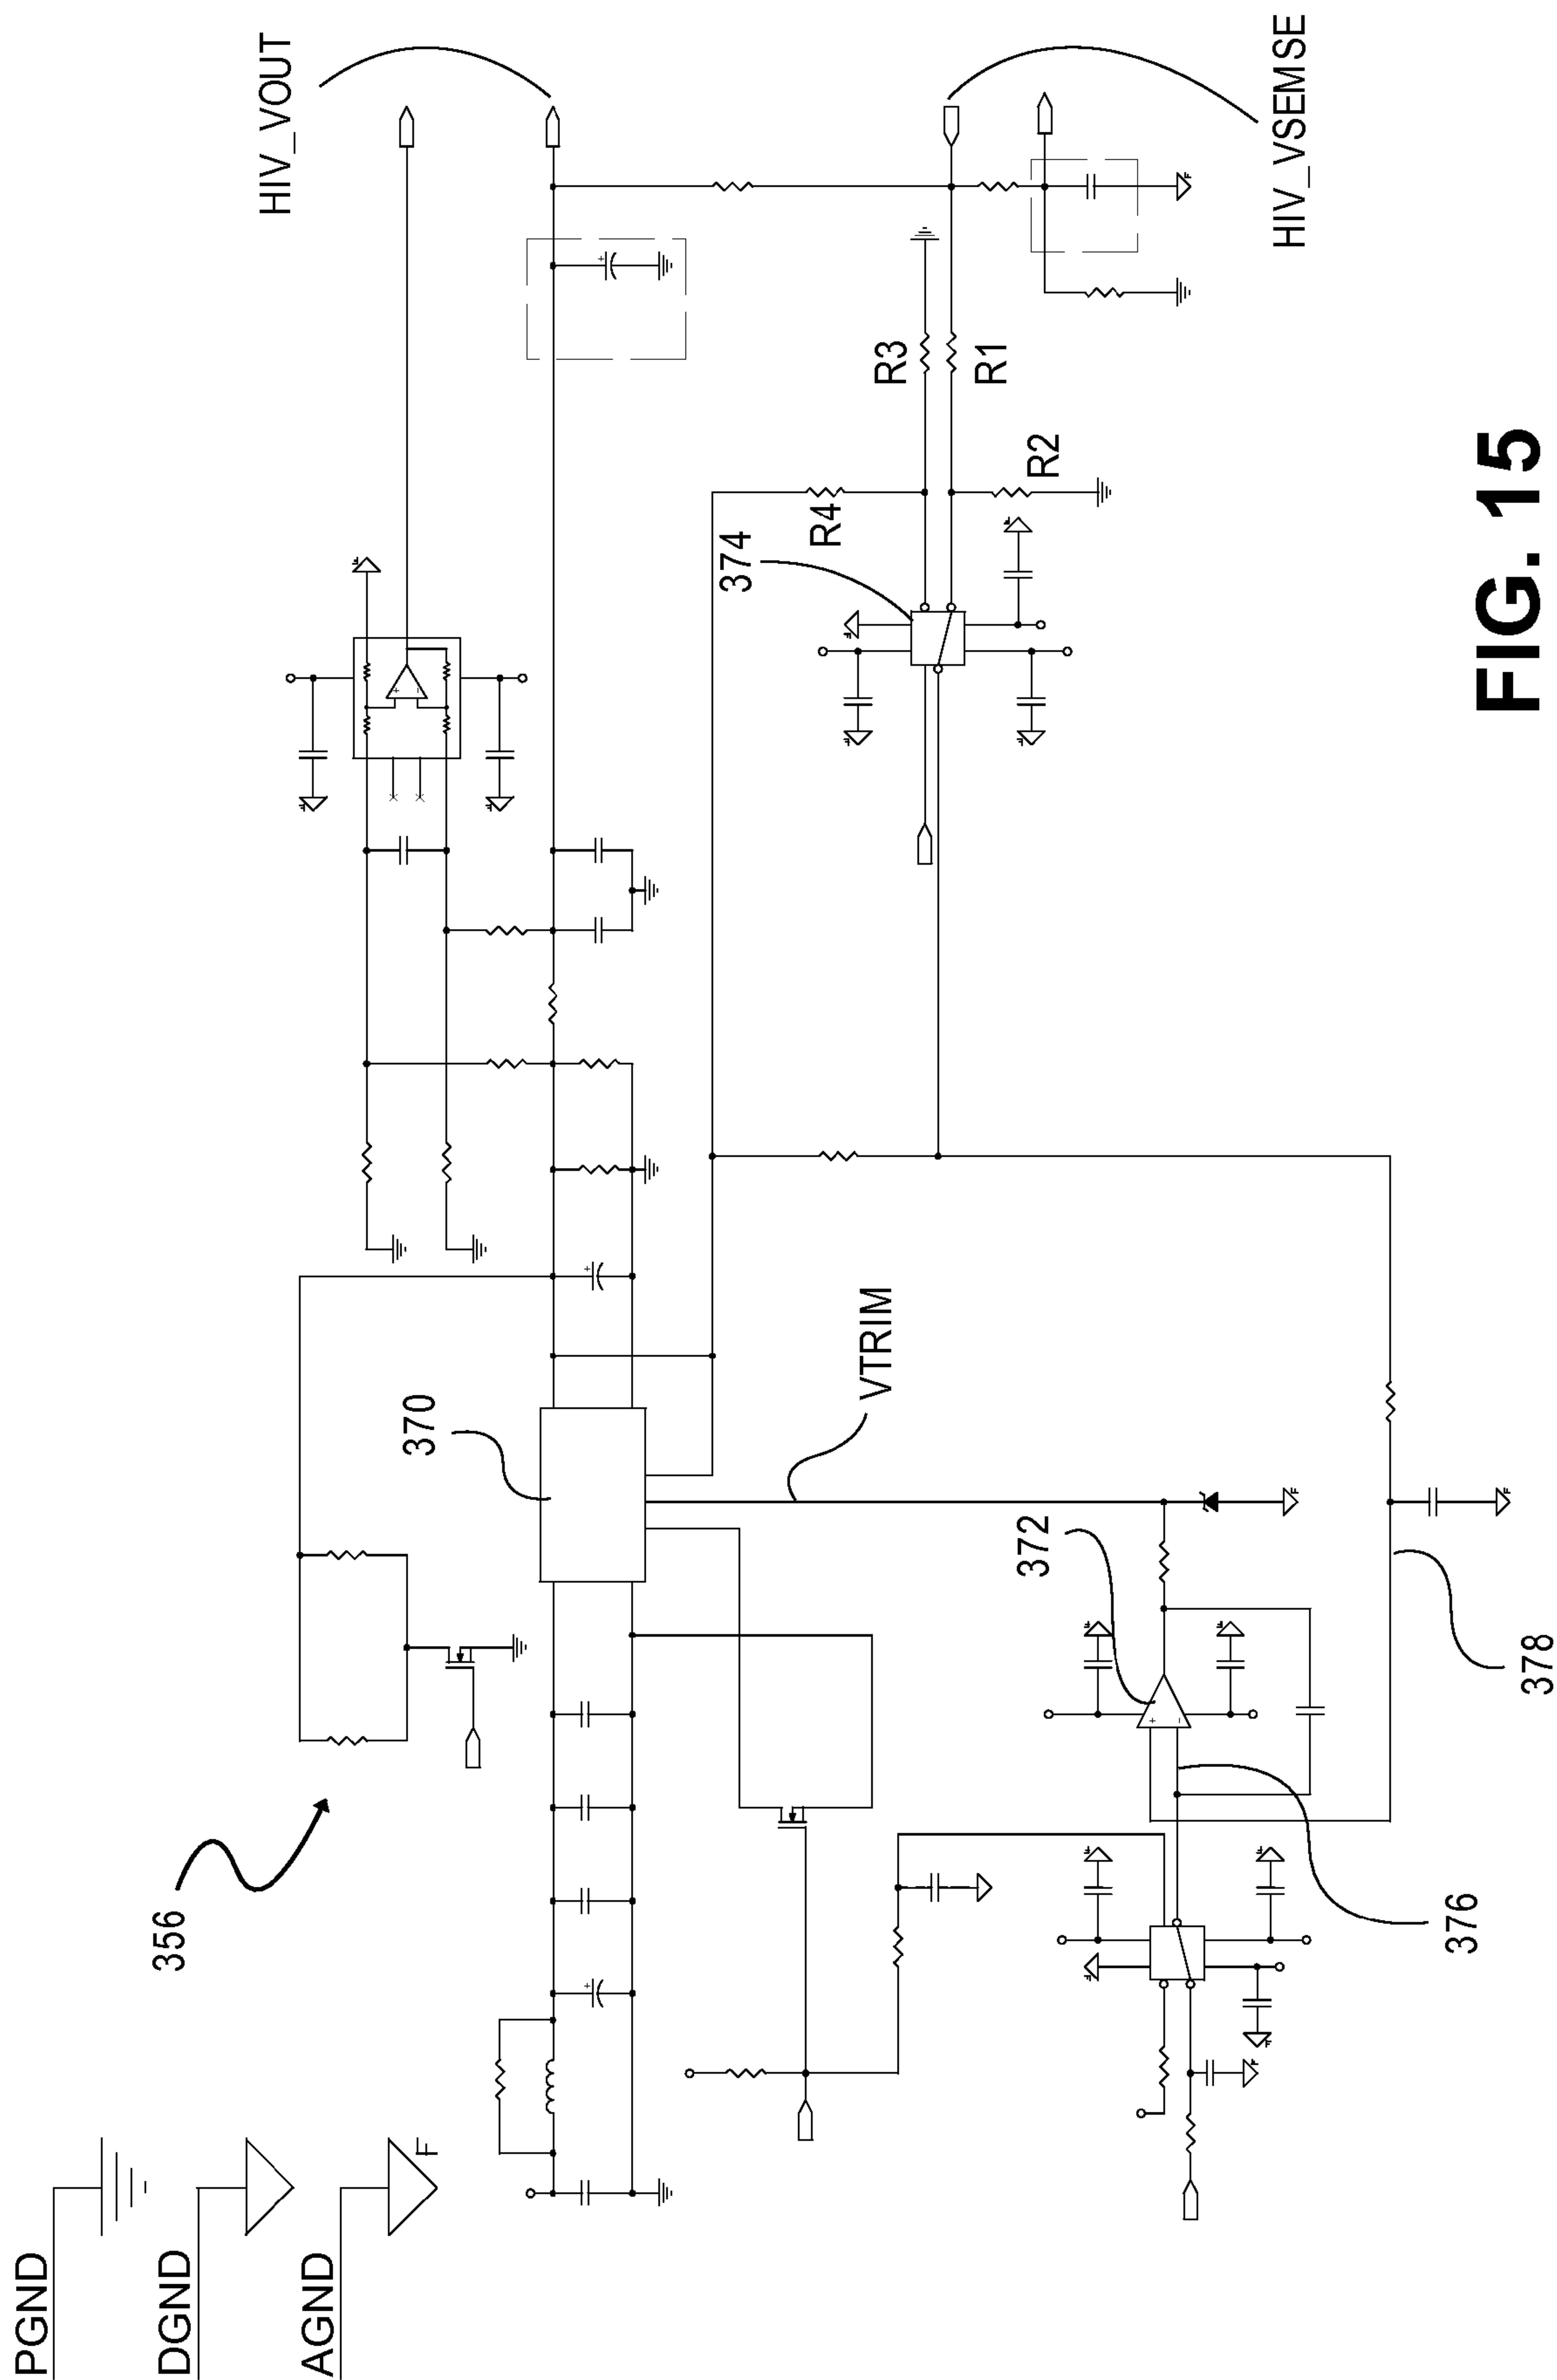 PGND
DGND
AGND
356
370
HIV_VOUT
VTRIM
372
374
R4
R3
R1
R2
HIV_VSEMSE
376
378
FIG. 15